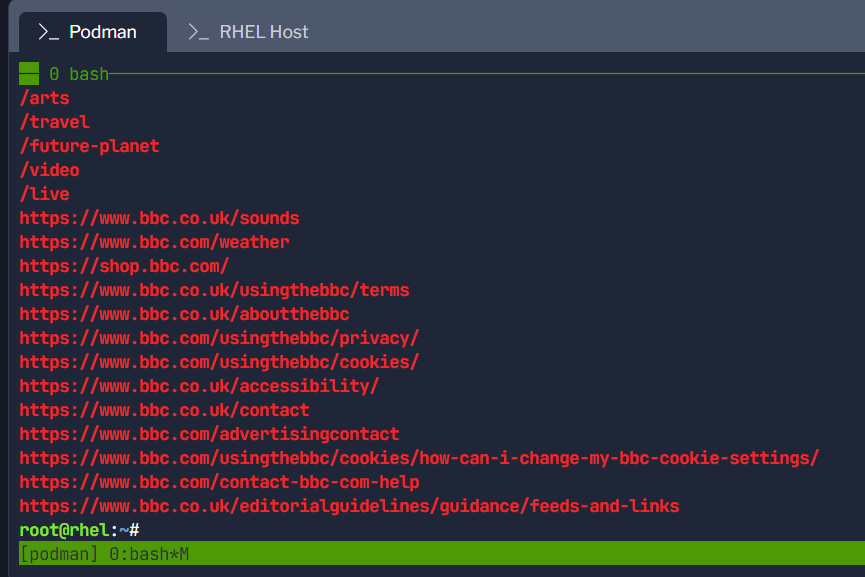 >_ Podman >_ RHEL Host
0 bash
/arts
/travel
/future-planet
/video
/live
https://www.bbc.co.uk/sounds
https://www.bbc.com/weather
https://shop.bbc.com/
https://www.bbc.co.uk/usingthebbc/terms
https://www.bbc.co.uk/aboutthebbc
https://www.bbc.com/usingthebbc/privacy/
https://www.bbc.com/usingthebbc/cookies/
https://www.bbc.co.uk/accessibility/
https://www.bbc.co.uk/contact
https://www.bbc.com/advertisingcontact
https://www.bbc.com/usingthebbc/cookies/how-can-i-change-my-bbc-cookie-settings/
https://www.bbc.com/contact-bbc-com-help
https://www.bbc.co.uk/editorialguidelines/guidance/feeds-and-links
root@rhel:~#
[podman] 0:bash*M